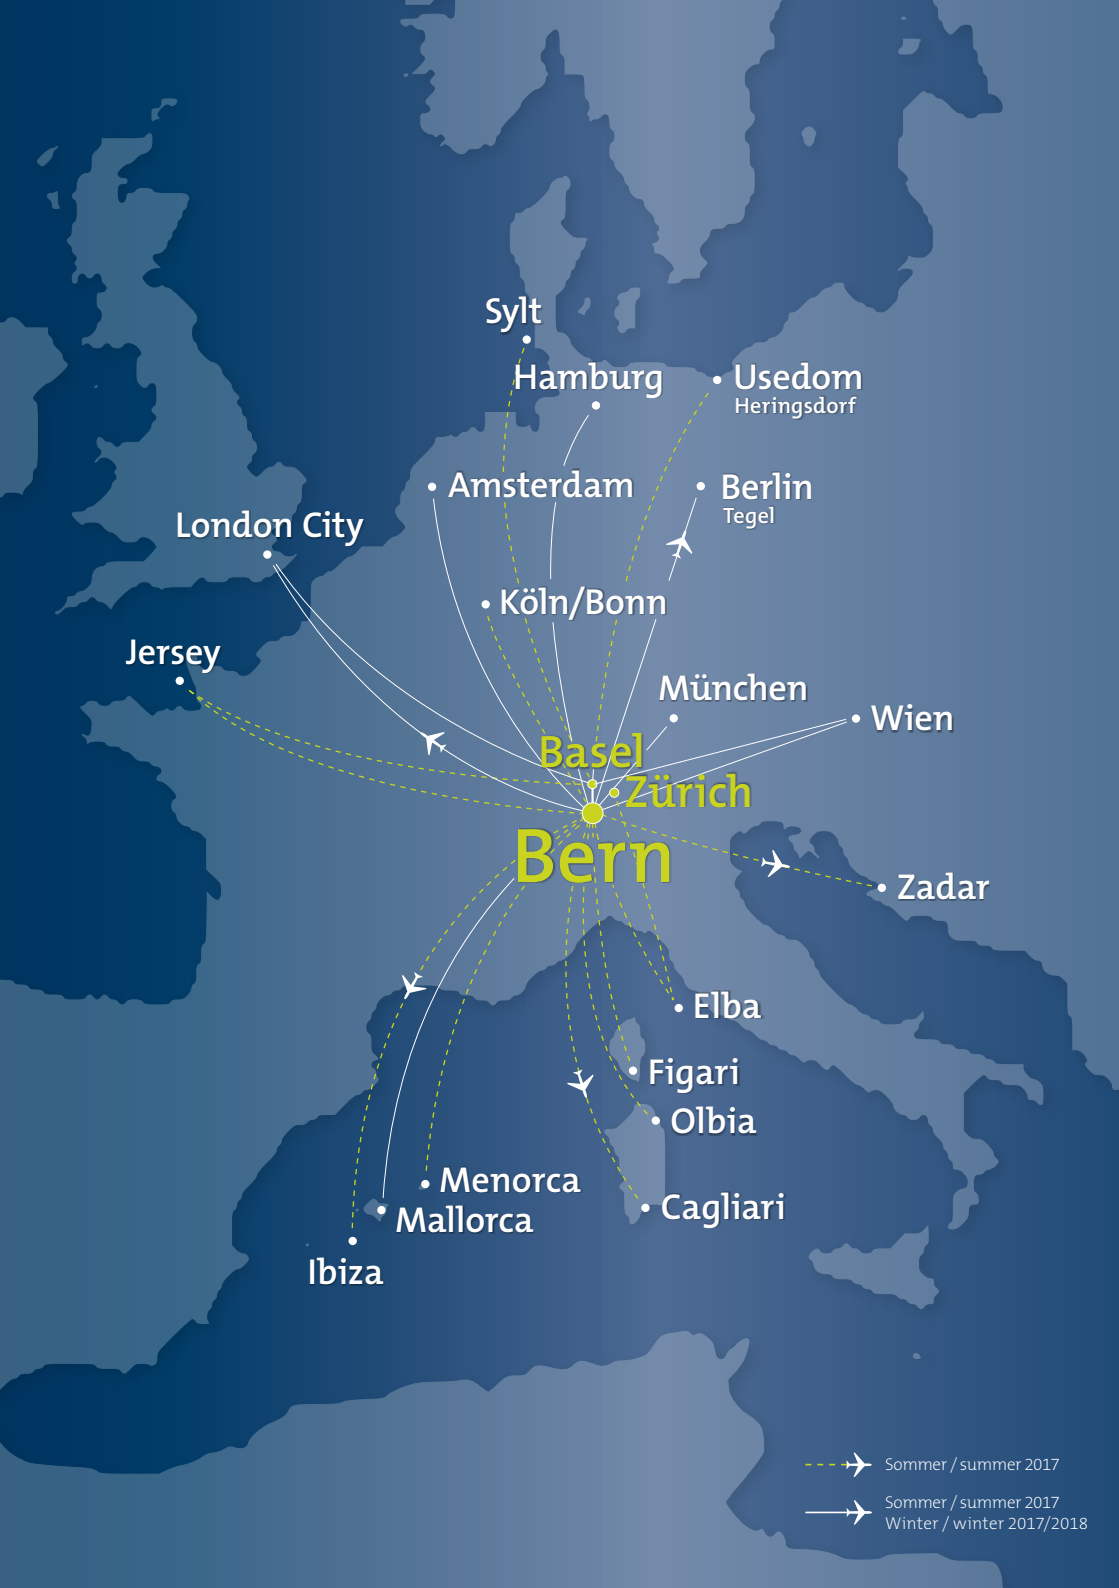 Sylt
Hamburg
Usedom
Heringsdorf
Amsterdam
Berlin
Tegel
London City
Köln/Bonn
Jersey
München
Wien
Basel
Zürich
Bern
Zadar
Elba
Figari
Olbia
Menorca
Mallorca
Cagliari
Ibiza
Sommer / summer 2017
Sommer / summer 2017
Winter / winter 2017/2018